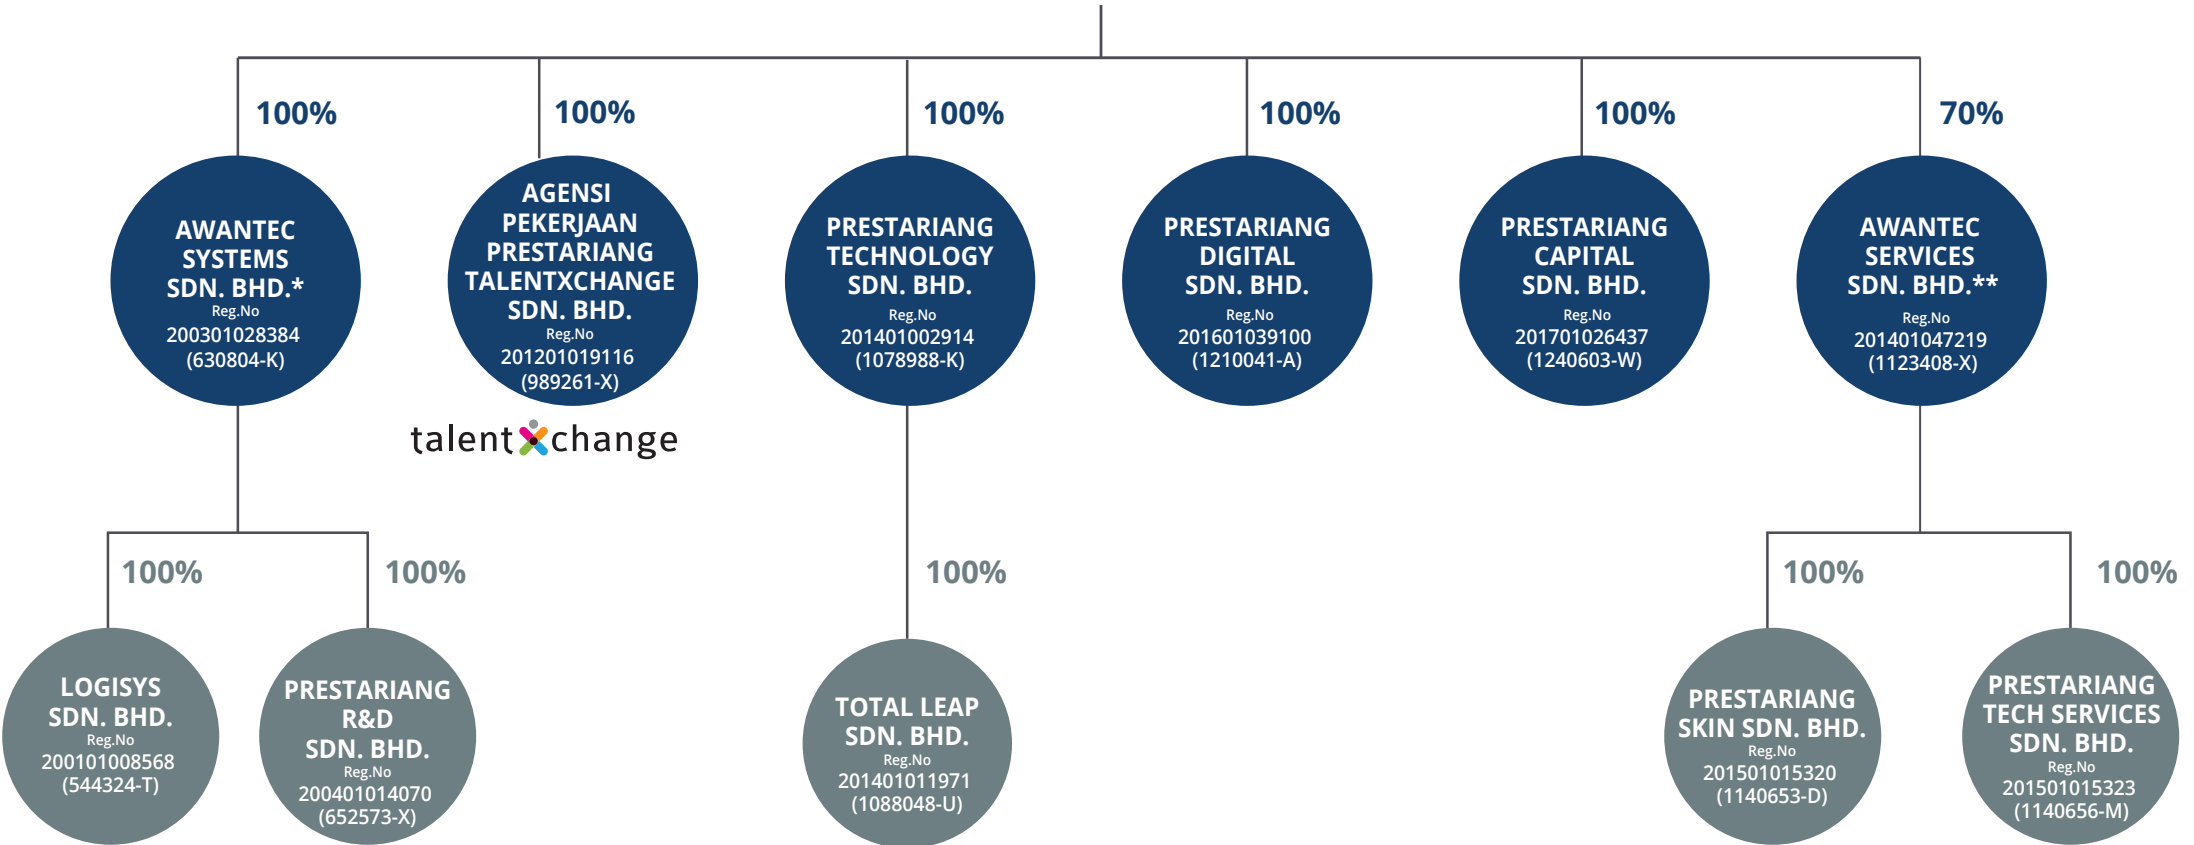 100%
100%
100%
100%
100%
70%
AWANTEC
SYSTEMS
SDN. BHD.*
Reg.No
200301028384
(630804-K)
AGENSI
PEKERJAAN
PRESTARIANG
TALENTXCHANGE
SDN. BHD.
Reg.No
201201019116
(989261-X)
talentXchange
PRESTARIANG
TECHNOLOGY
SDN. BHD.
Reg.No
201401002914
(1078988-K)
PRESTARIANG
DIGITAL
SDN. BHD.
Reg.No
201601039100
(1210041-A)
PRESTARIANG
CAPITAL
SDN. BHD.
Reg.No
201701026437
(1240603-W)
AWANTEC
SERVICES
SDN. BHD.**
Reg.No
201401047219
(1123408-X)
100%
100%
100%
100%
100%
LOGISYS
SDN. BHD.
Reg.No
200101008568
(544324-T)
PRESTARIANG
R&D
SDN. BHD.
Reg.No
200401014070
(652573-X)
TOTAL LEAP
SDN. BHD.
Reg.No
201401011971
(1088048-U)
PRESTARIANG
SKIN SDN. BHD.
Reg.No
201501015320
(1140653-D)
PRESTARIANG
TECH SERVICES
SDN. BHD.
Reg.No
201501015323
(1140656-M)